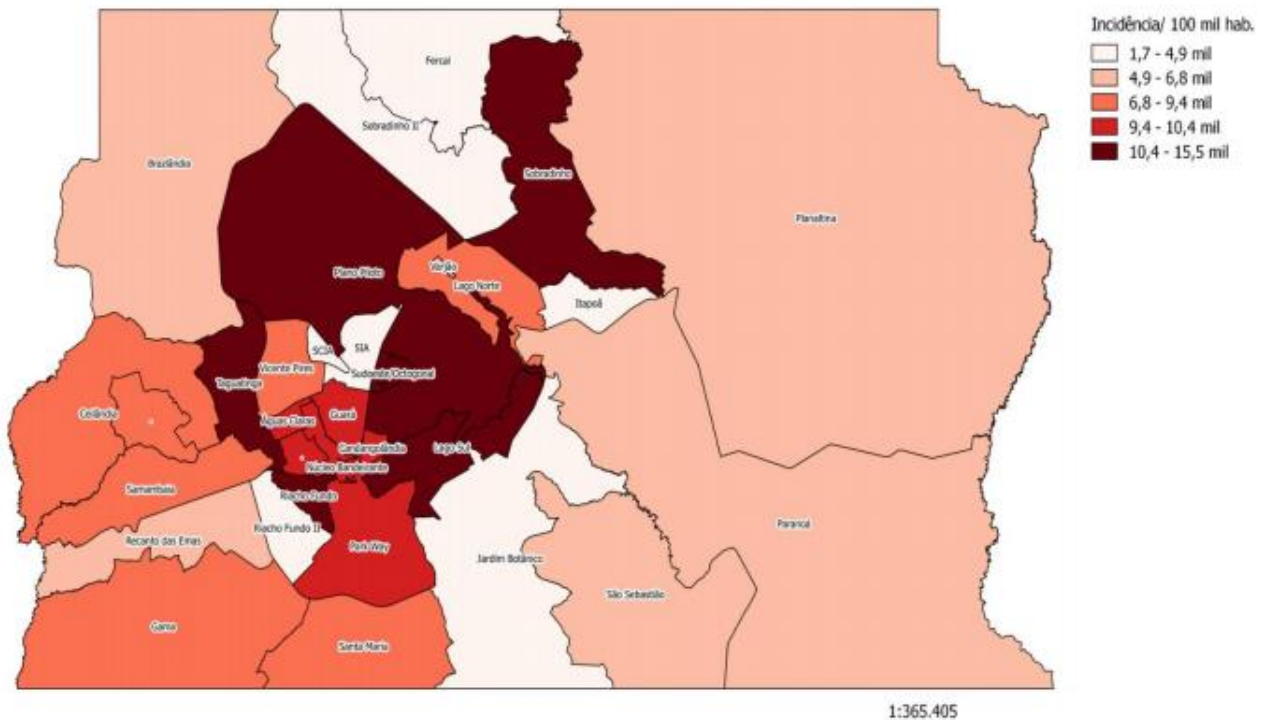 Incidência/ 100 mil hab.
1,7 - 4,9 mil
4,9 - 6,8 mil
6,8 - 9,4 mil
9,4 - 10,4 mil
10,4 - 15,5 mil
Fercal
Sobradinho II
Brazlândia
Sobradinho
Planaltina
Plano Piloto
Varjão
Lago Norte
Itapoã
SCIA
SIA
Vicente Pires
Sudoeste/Octogonal
Taguatinga
Ceilândia
Águas Claras
Guará
Candangolândia
Lago Sul
Núcleo Bandeirante
Samambaia
Riacho Fundo
Riacho Fundo II
Paranoá
Recanto das Emas
Park Way
Jardim Botânico
São Sebastião
Gama
Santa Maria
1:365.405